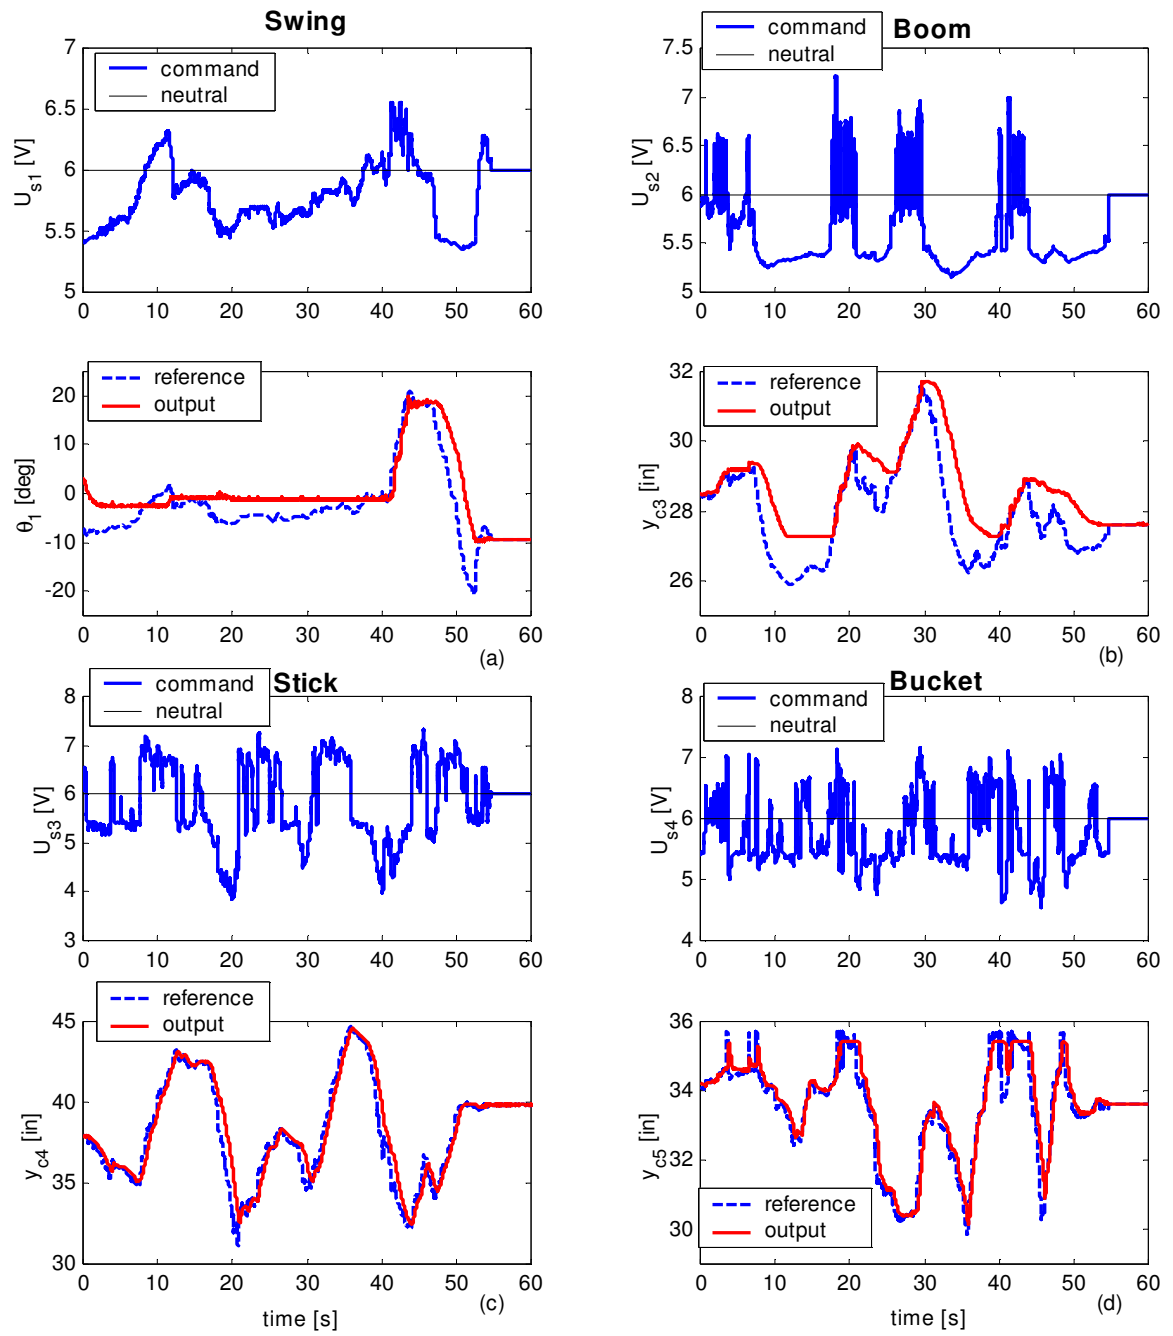 Swing
7
6.5
6
5.5
5
U_s1 [V]
command
neutral
0 10 20 30 40 50 60
20
10
0
-10
-20
θ_1 [deg]
reference
output
0 10 20 30 40 50 60
(a)
Boom
7.5
7
6.5
6
5.5
5
U_s2 [V]
command
neutral
0 10 20 30 40 50 60
32
30
28
26
y_c3 [in]
reference
output
0 10 20 30 40 50 60
(b)
Stick
8
7
6
5
4
3
U_s3 [V]
command
neutral
0 10 20 30 40 50 60
45
40
35
30
y_c4 [in]
reference
output
0 10 20 30 40 50 60
time [s]
(c)
Bucket
8
7
6
5
4
U_s4 [V]
command
neutral
0 10 20 30 40 50 60
36
34
32
30
y_c5 [in]
reference
output
0 10 20 30 40 50 60
time [s]
(d)